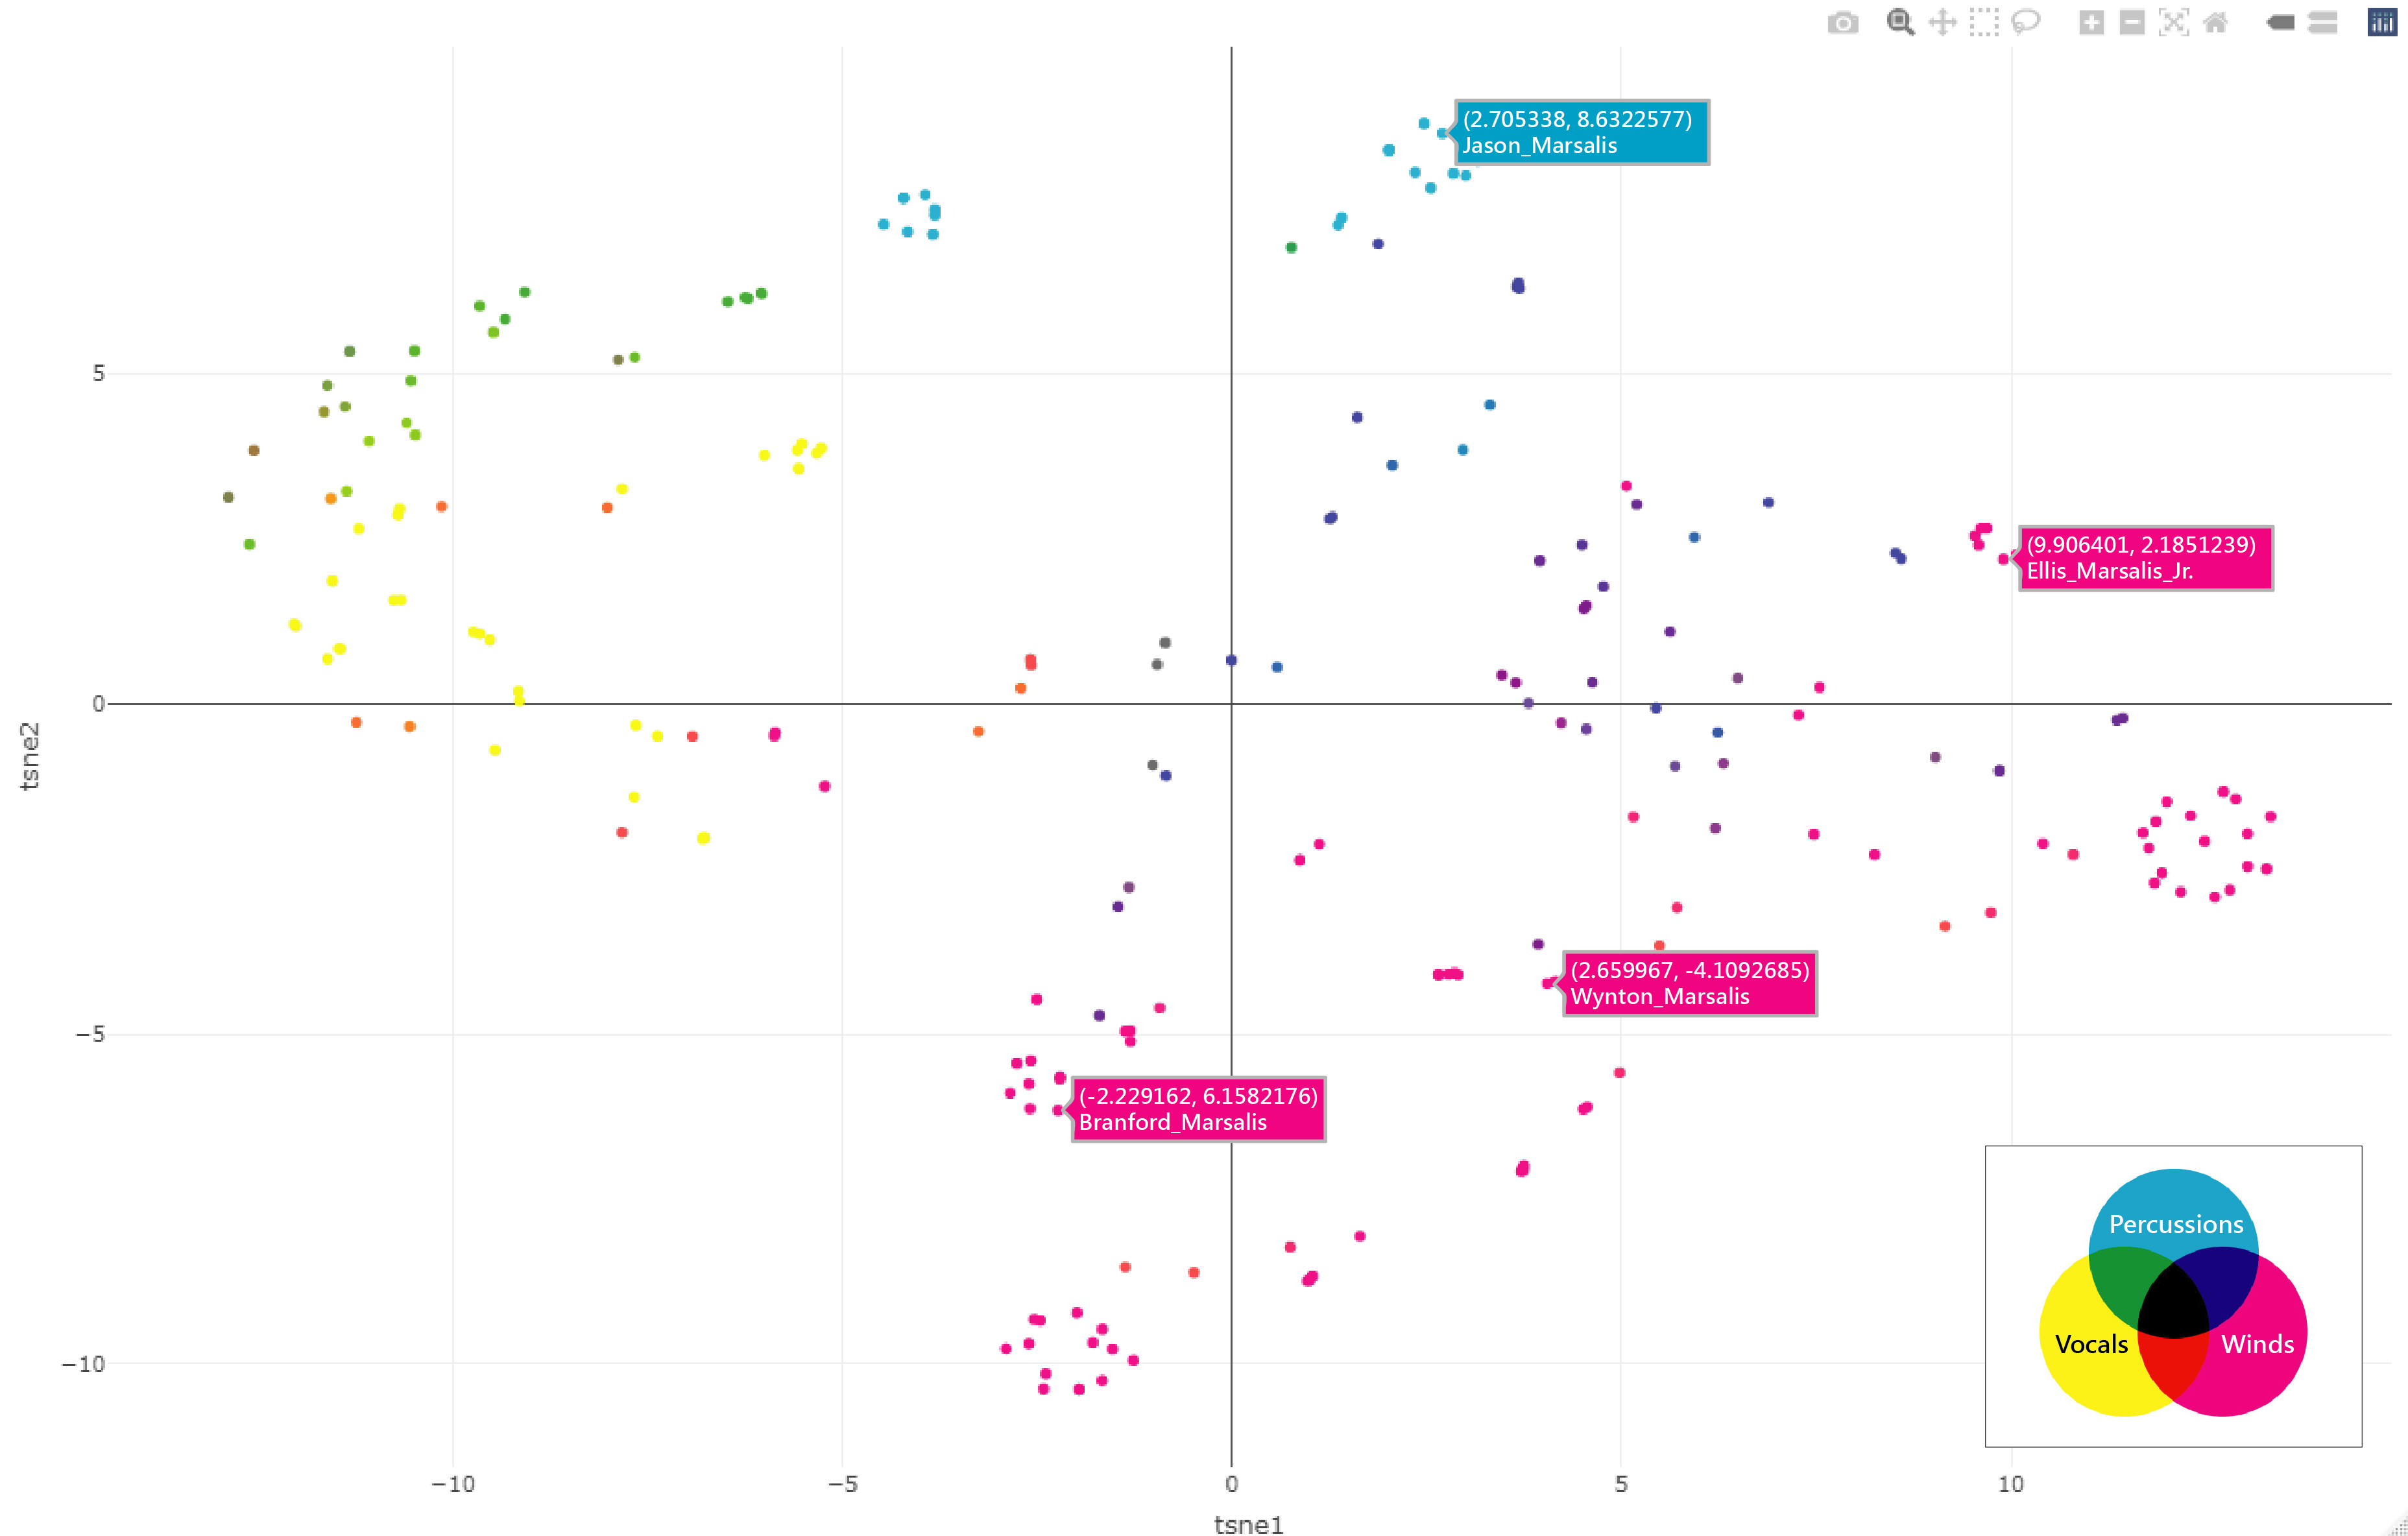 (2.705338, 8.6322577)
Jason_Marsalis
5
(9.906401, 2.1851239)
Ellis_Marsalis_Jr.
0
tsne2
(2.659967, -4.1092685)
Wynton_Marsalis
−5
(-2.229162, 6.1582176)
Branford_Marsalis
Percussions
Vocals
Winds
−10
−10
−5
0
5
10
tsne1